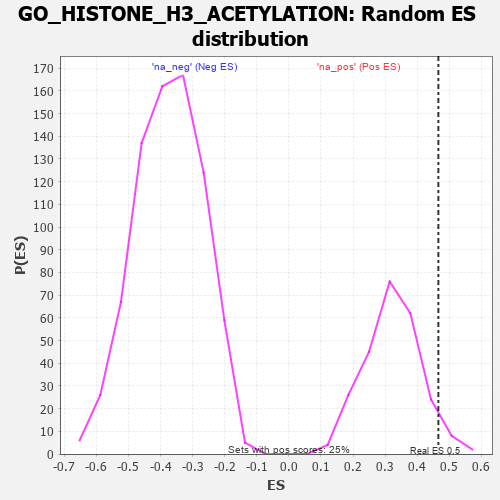 GO_HISTONE_H3_ACETYLATION: Random ES
distribution
'na_neg' (Neg ES)
'na_pos' (Pos ES)
170
160
150
140
130
120
110
100
90
80
70
60
50
40
30
20
10
0
P(ES)
Sets with pos scores: 25%
Real ES 0.5
-0.7 -0.6 -0.5 -0.4 -0.3 -0.2 -0.1 0.0 0.1 0.2 0.3 0.4 0.5 0.6
ES